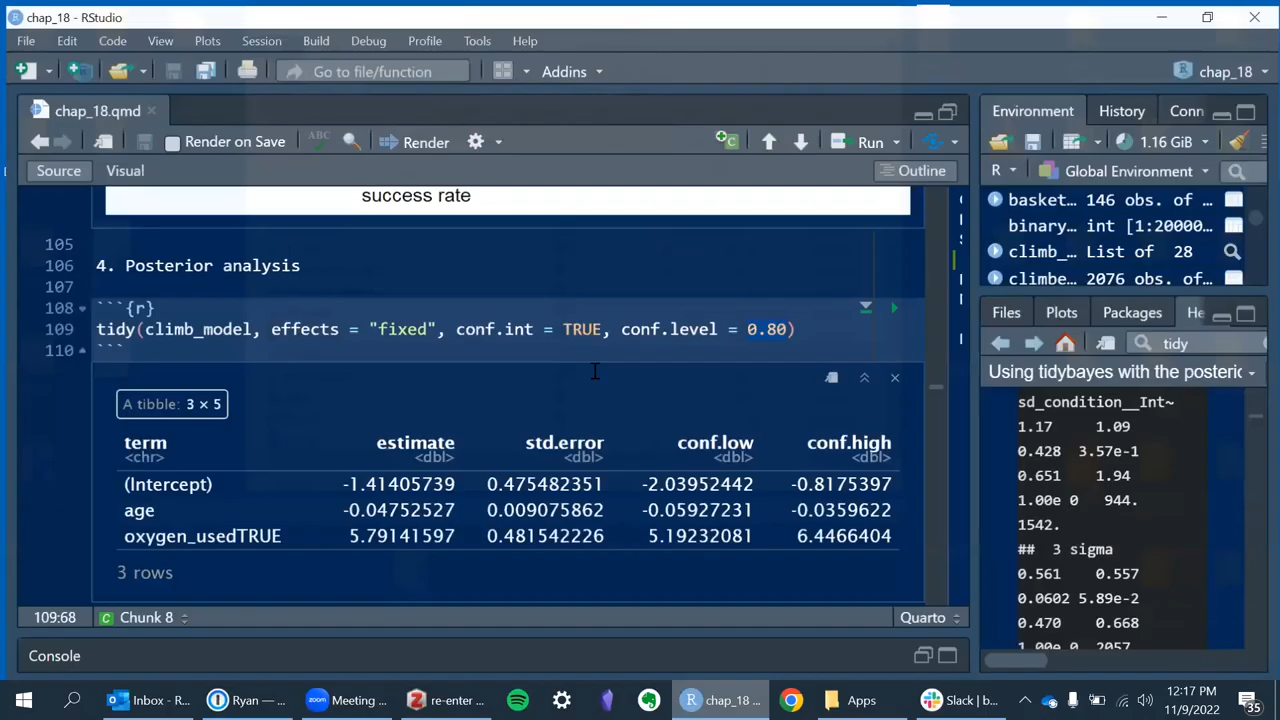 chap_18 - RStudio
File Edit Code View Plots Session Build Debug Profile Tools Help
Go to file/function Addins chap_18
chap_18.qmd
Render on Save ABC Render Run
Source Visual Outline
success rate
105
106 4. Posterior analysis
107
108 ```{r}
109 tidy(climb_model, effects = "fixed", conf.int = TRUE, conf.level = 0.80)
110 ```
A tibble: 3 × 5
term estimate std.error conf.low conf.high
<chr> <dbl> <dbl> <dbl> <dbl>
(Intercept) -1.41405739 0.475482351 -2.03952442 -0.8175397
age -0.04752527 0.009075862 -0.05927231 -0.0359622
oxygen_usedTRUE 5.79141597 0.481542226 5.19232081 6.4466404
3 rows
109:68 Chunk 8 Quarto
Console
Environment History Conn
1.16 GiB
R Global Environment
basket... 146 obs. of ...
binary... int [1:20000...
climb_... List of 28
climbe... 2076 obs. of...
Files Plots Packages He
tidy
Using tidybayes with the posteric
sd_condition__Int~
1.17 1.09
0.428 3.57e-1
0.651 1.94
1.00e 0 944.
1542.
## 3 sigma
0.561 0.557
0.0602 5.89e-2
0.470 0.668
1.00e 0 2057.
Inbox - R... Ryan —... Meeting ... re-enter ... chap_18 ... Apps Slack | b...
12:17 PM
11/9/2022
35